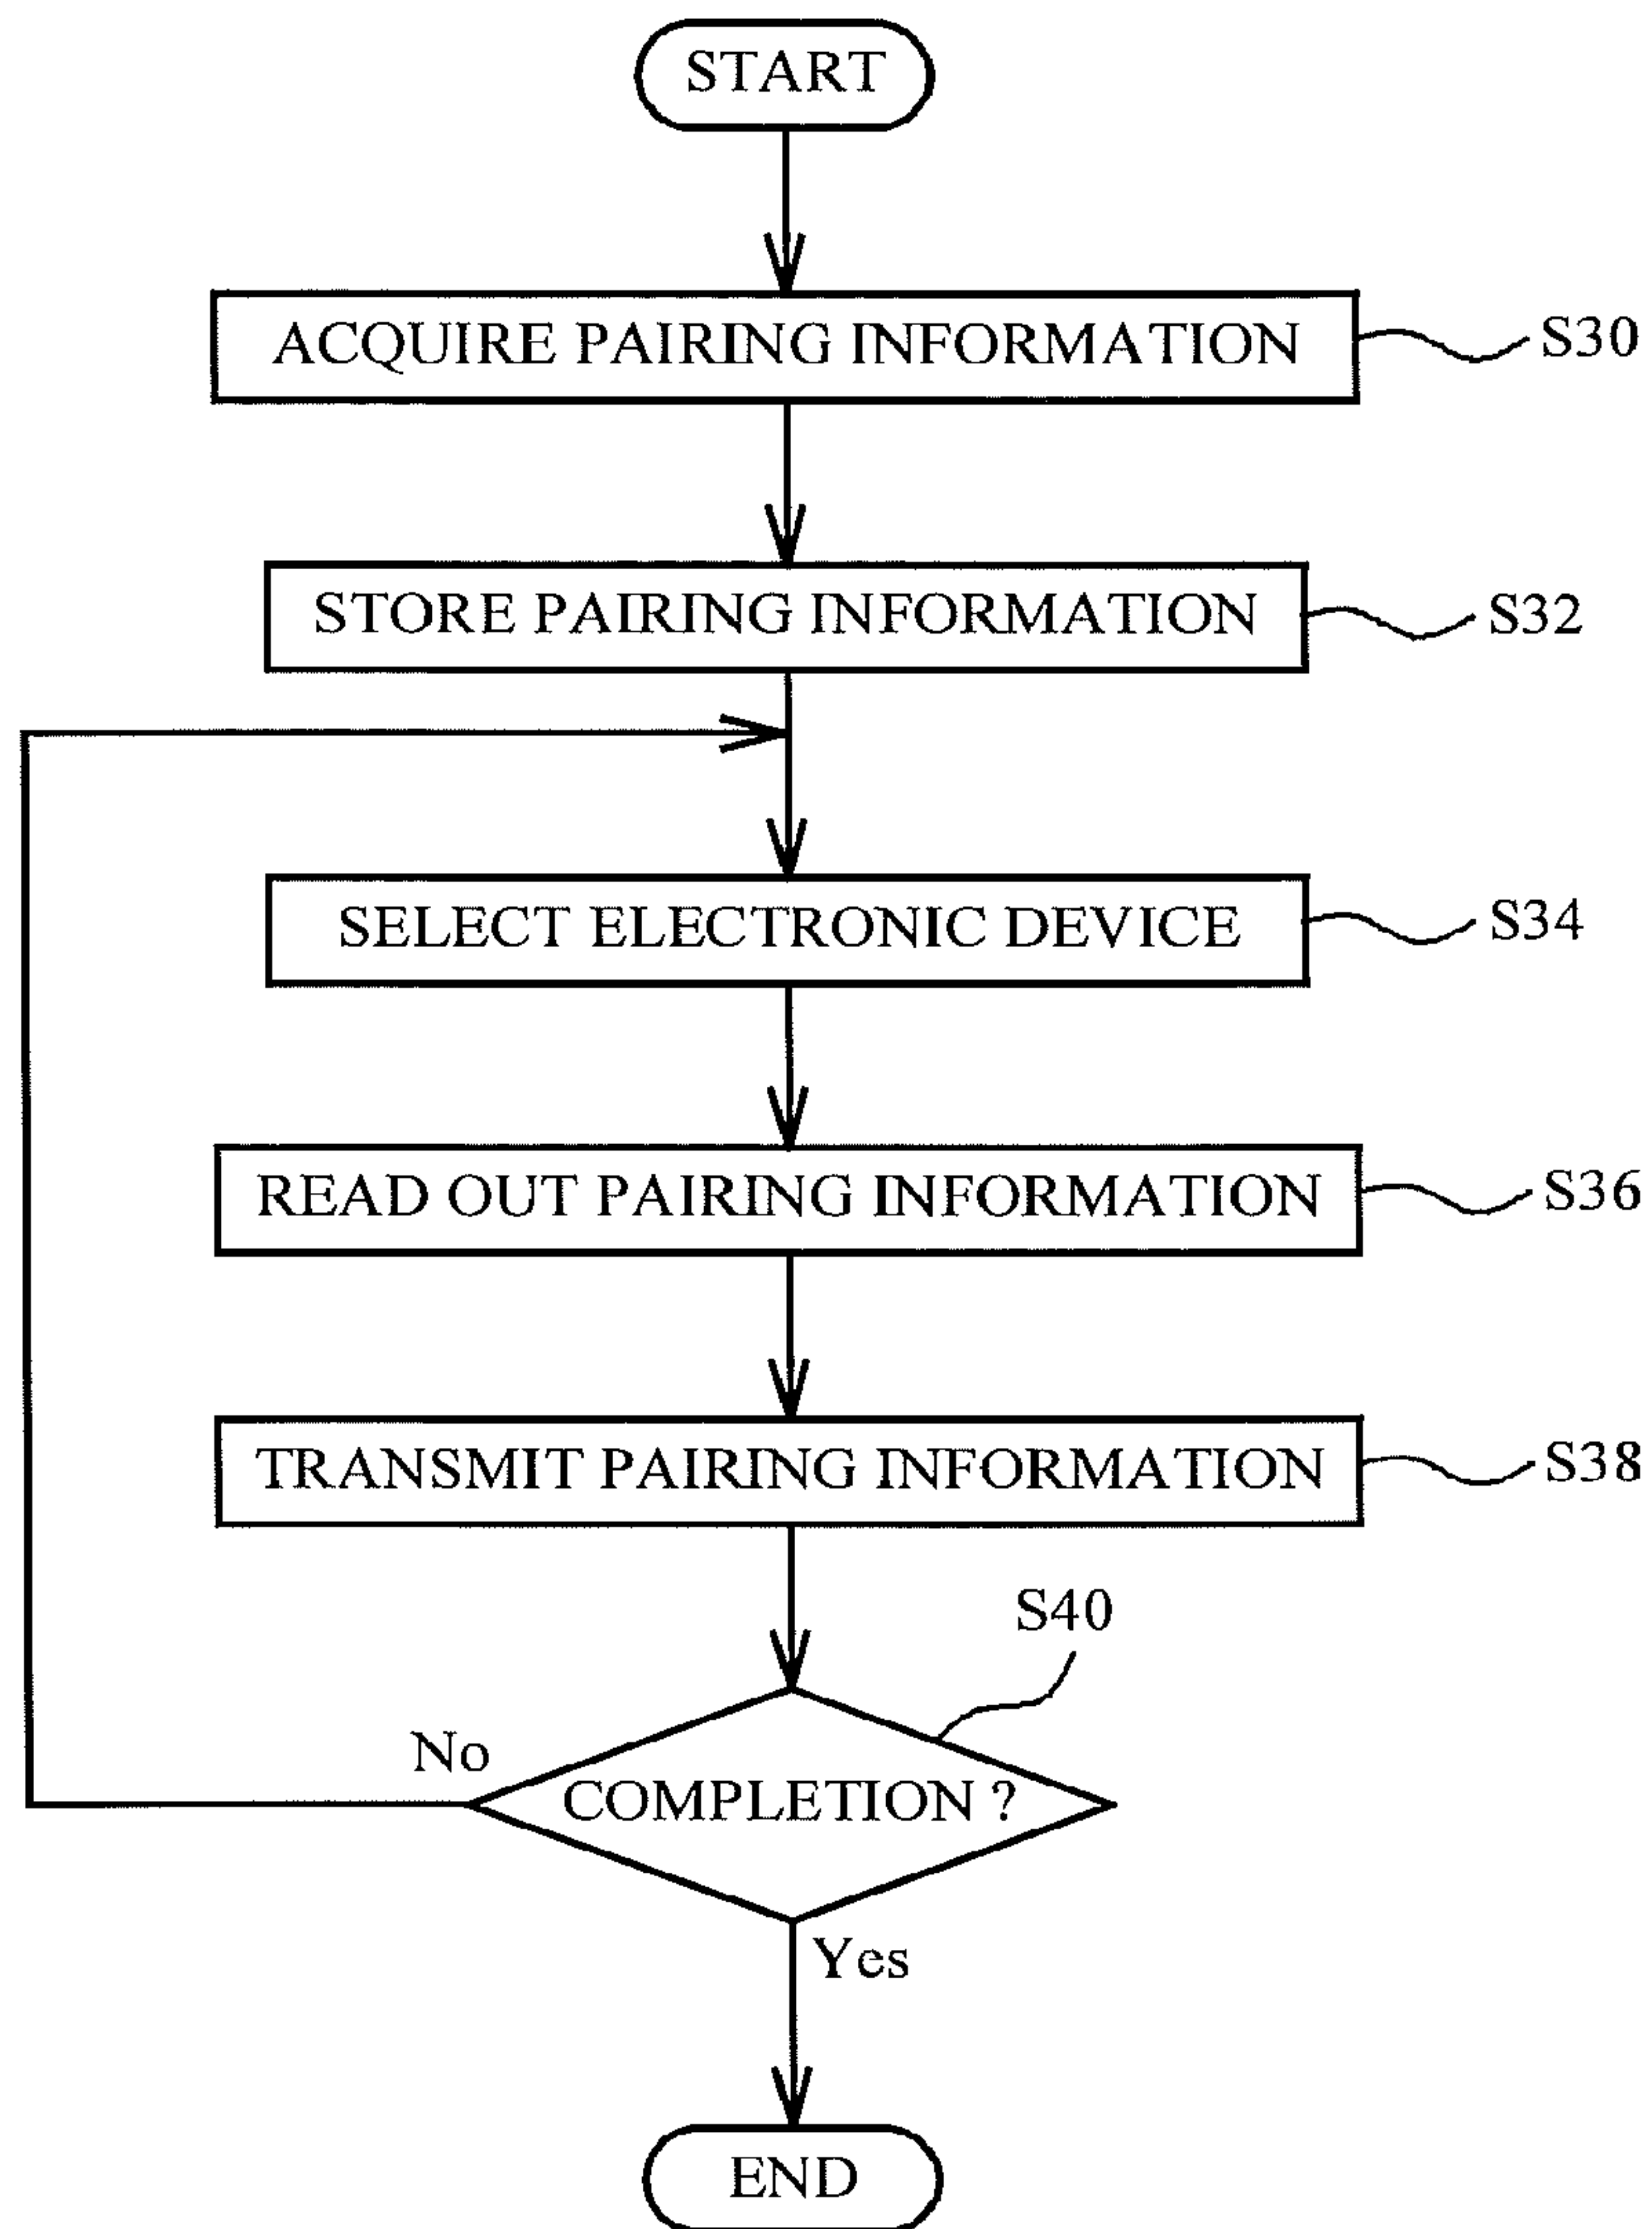 START
ACQUIRE PAIRING INFORMATION
S30
STORE PAIRING INFORMATION
S32
SELECT ELECTRONIC DEVICE
S34
READ OUT PAIRING INFORMATION
S36
TRANSMIT PAIRING INFORMATION
S38
S40
No
COMPLETION ?
Yes
END